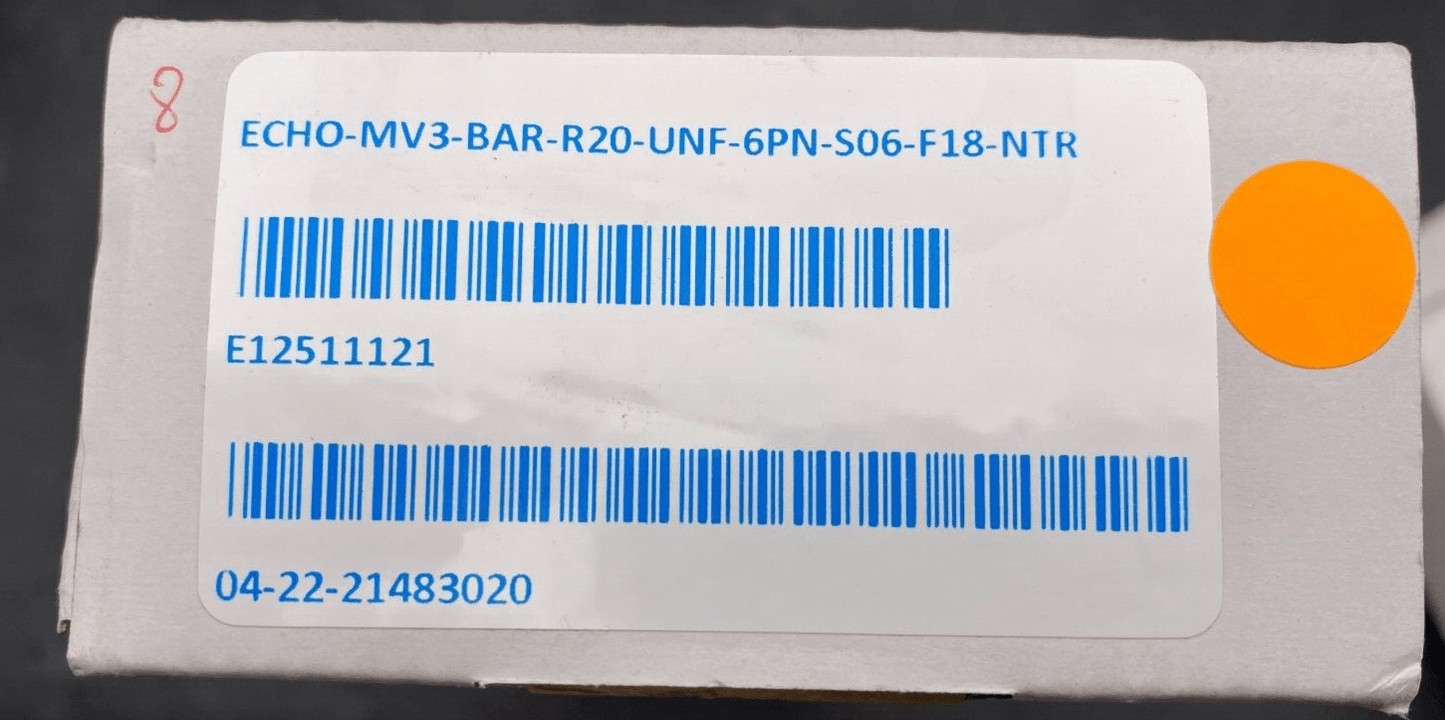 8
ECHO-MV3-BAR-R20-UNF-6PN-S06-F18-NTR
E12511121
04-22-21483020